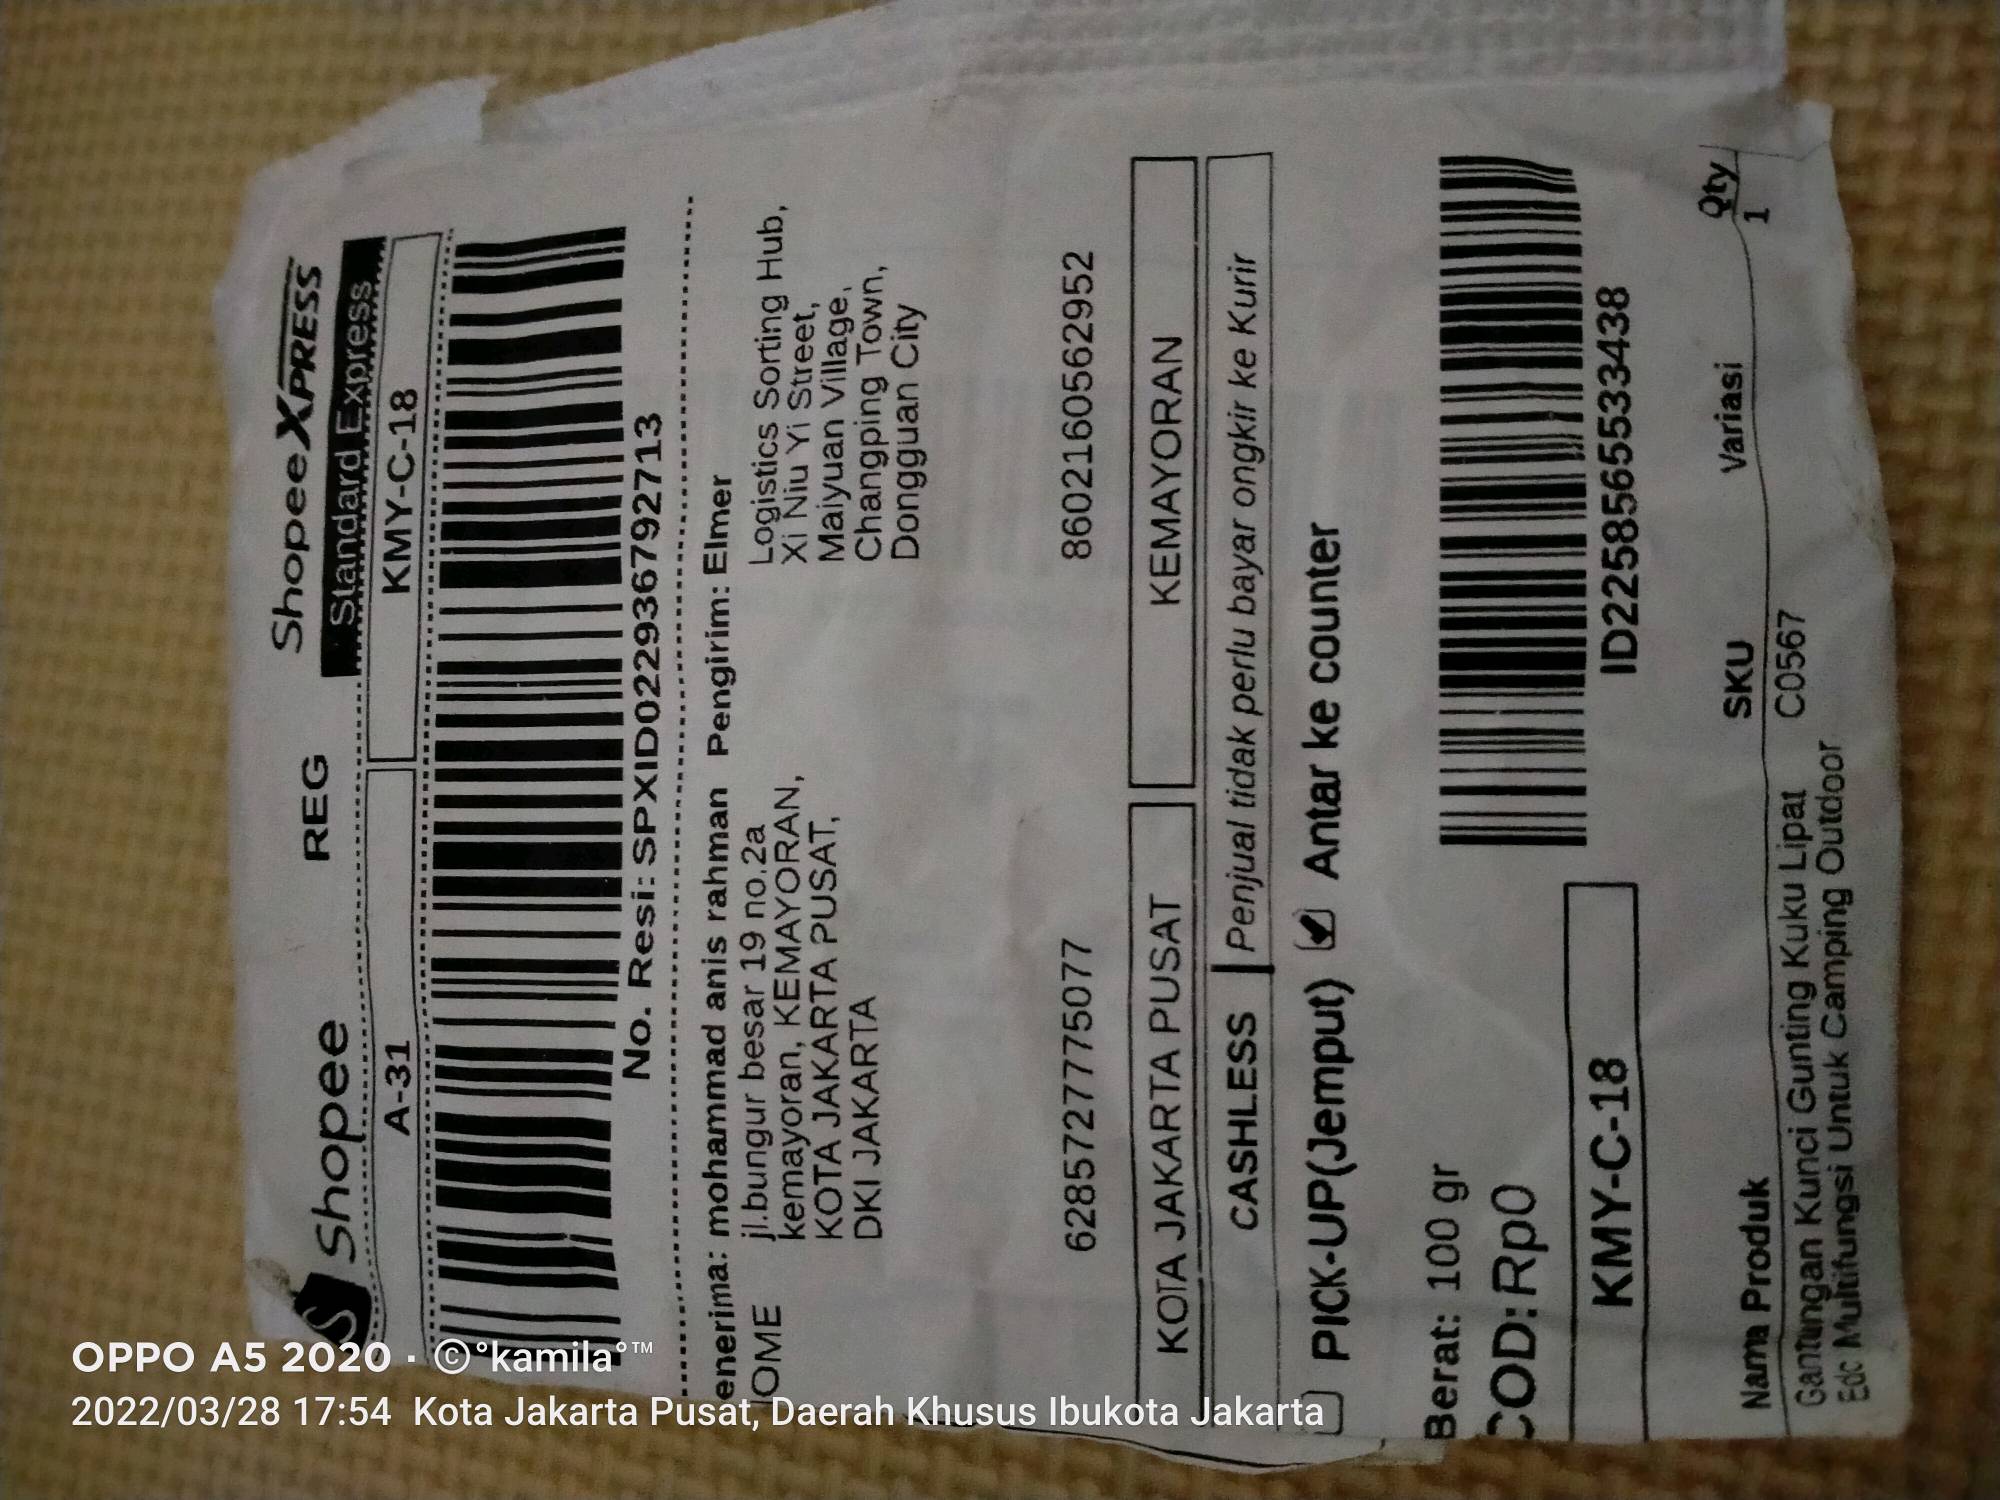 Shopee REG Shopee XPRESS
Standard Express
A-31 KMY-C-18
No. Resi: SPXID022936792713
enerima: mohammad anis rahman Pengirim: Elmer
OME jl.bungur besar 19 no.2a
kemayoran, KEMAYORAN,
KOTA JAKARTA PUSAT,
DKI JAKARTA
Logistics Sorting Hub,
Xi Niu Yi Street,
Maiyuan Village,
Changping Town,
Dongguan City
6285727775077 8602160562952
KOTA JAKARTA PUSAT KEMAYORAN
CASHLESS Penjual tidak perlu bayar ongkir ke Kurir
PICK-UP(Jemput) Antar ke counter
Berat: 100 gr
COD:Rp0
ID2258565533438
KMY-C-18
Nama Produk SKU Variasi Qty
Gantungan Kunci Gunting Kuku Lipat C0567 1
Edc Multifungsi Untuk Camping Outdoor
OPPO A5 2020 · ©°kamila°™
2022/03/28 17:54 Kota Jakarta Pusat, Daerah Khusus Ibukota Jakarta